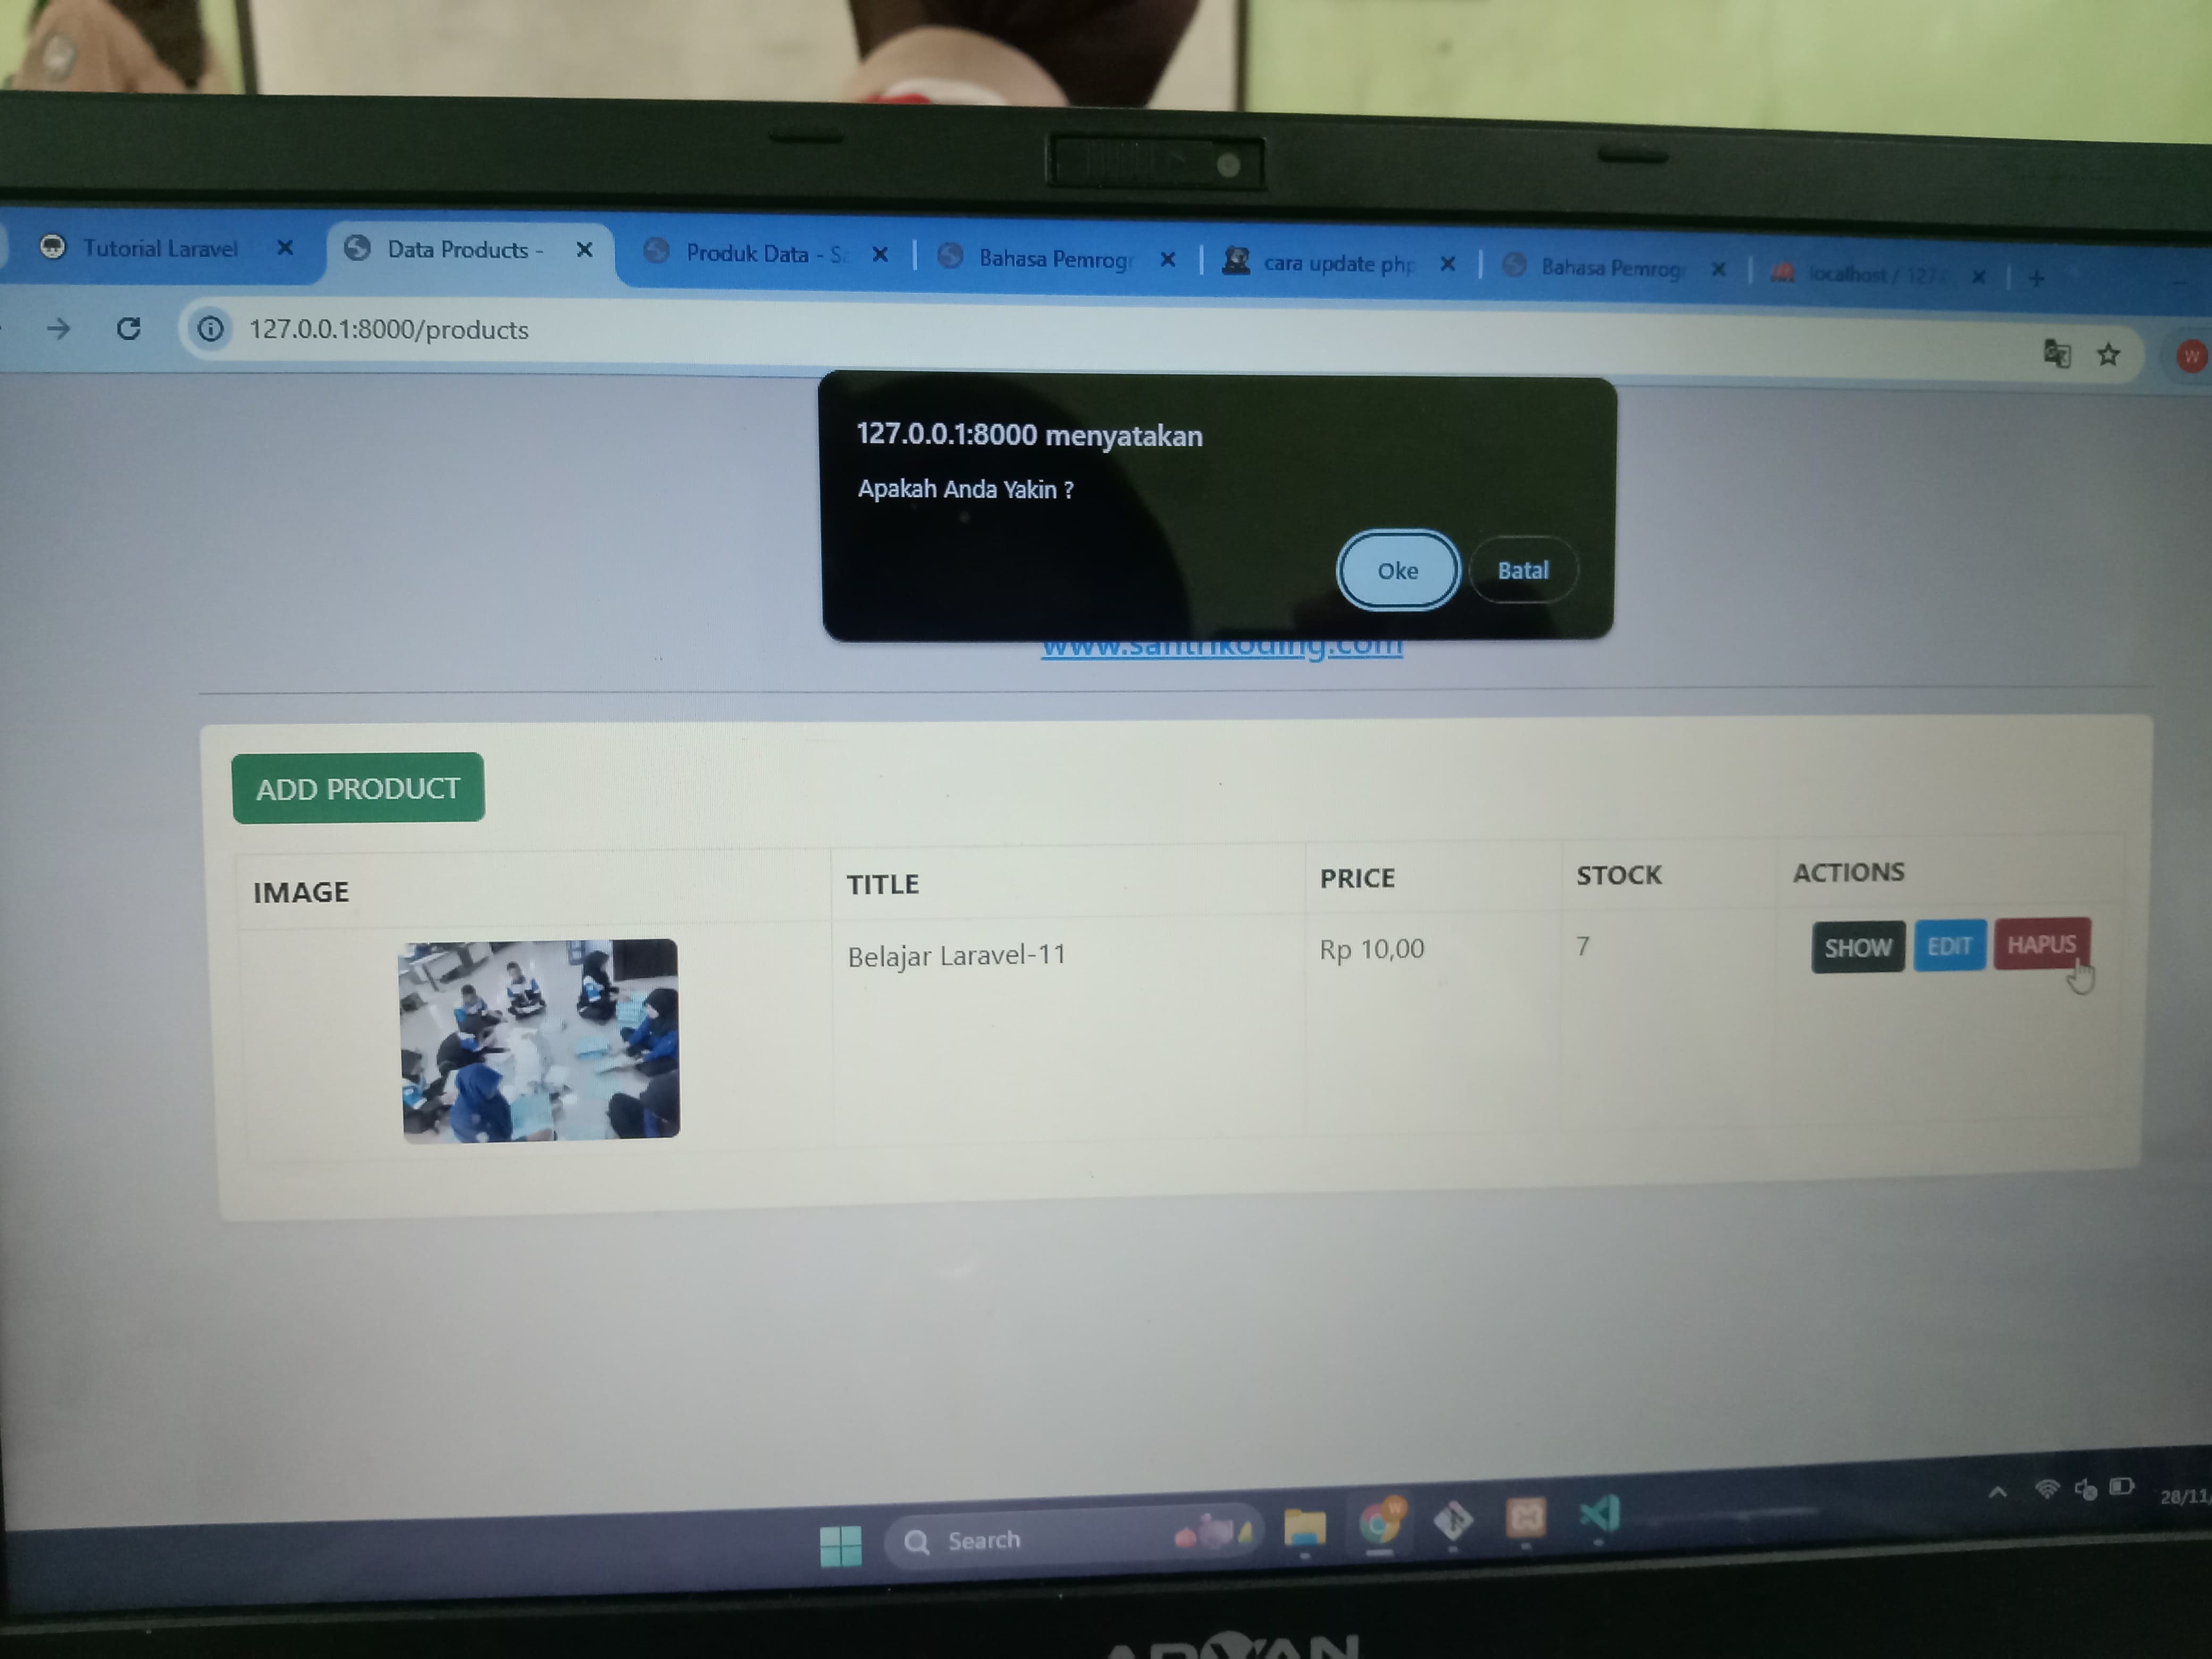 Tutorial Laravel
Data Products -
Produk Data - S
Bahasa Pemrogr
cara update php
Bahasa Pemrog
localhost / 127.0
127.0.0.1:8000/products
W
127.0.0.1:8000 menyatakan
Apakah Anda Yakin ?
Oke
Batal
www.santrikoding.com
ADD PRODUCT
IMAGE
TITLE
PRICE
STOCK
ACTIONS
Belajar Laravel-11
Rp 10,00
7
SHOW
EDIT
HAPUS
Search
W
28/11/
ADVAN